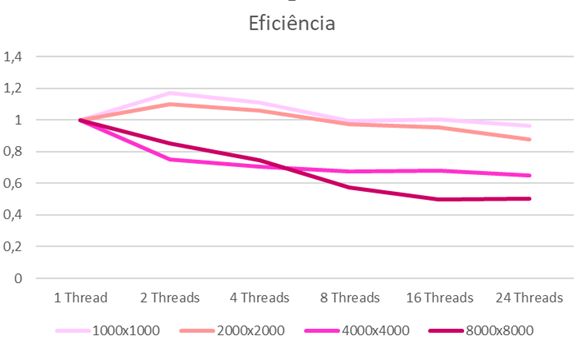 Eficiência
1,4
1,2
1
0,8
0,6
0,4
0,2
0
1 Thread 2 Threads 4 Threads 8 Threads 16 Threads 24 Threads
1000x1000 2000x2000 4000x4000 8000x8000